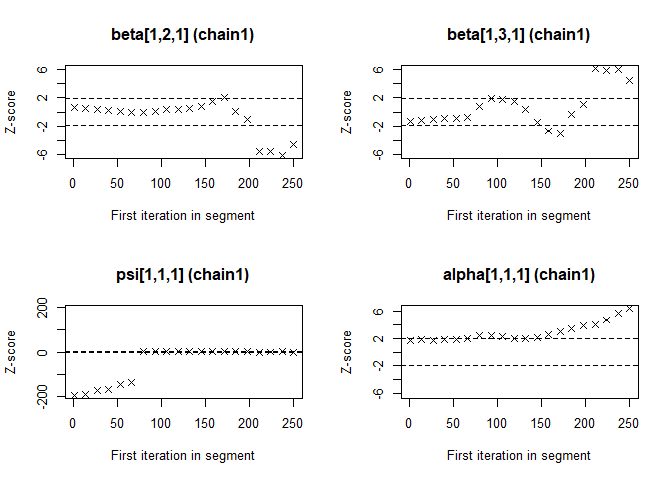 beta[1,2,1] (chain1)
Z-score
6
2
-2
-6
0 50 100 150 200 250
First iteration in segment
beta[1,3,1] (chain1)
Z-score
6
2
-2
-6
0 50 100 150 200 250
First iteration in segment
psi[1,1,1] (chain1)
Z-score
200
0
-200
0 50 100 150 200 250
First iteration in segment
alpha[1,1,1] (chain1)
Z-score
6
2
-2
-6
0 50 100 150 200 250
First iteration in segment